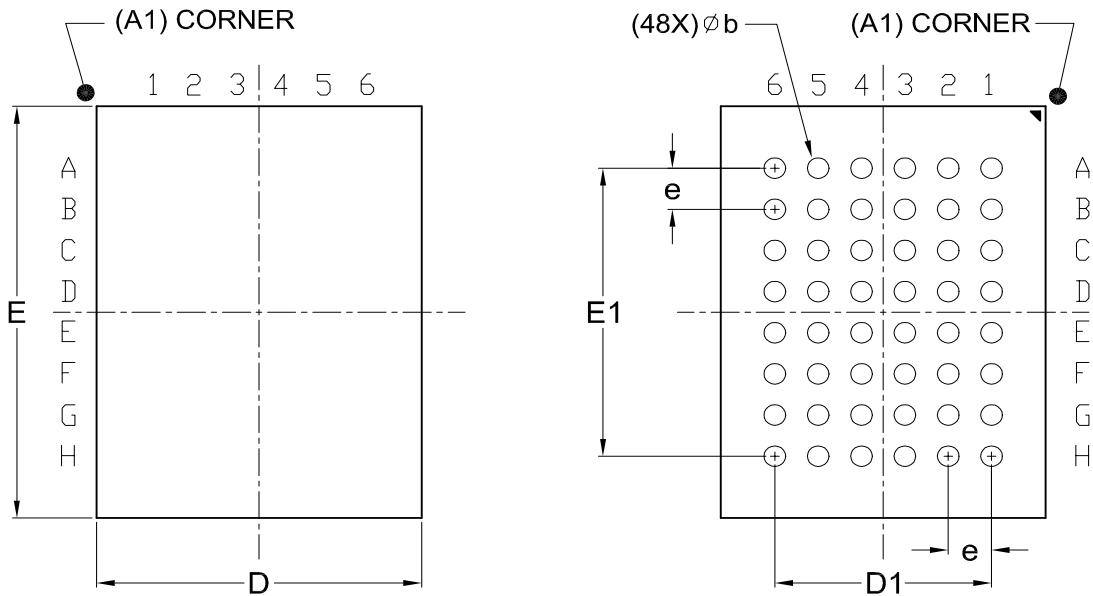 (A1) CORNER
1 2 3 4 5 6
A
B
C
D
E
F
G
H
E
D
(48X) ⌀ b
(A1) CORNER
6 5 4 3 2 1
A
B
C
D
E
F
G
H
e
E1
e
D1